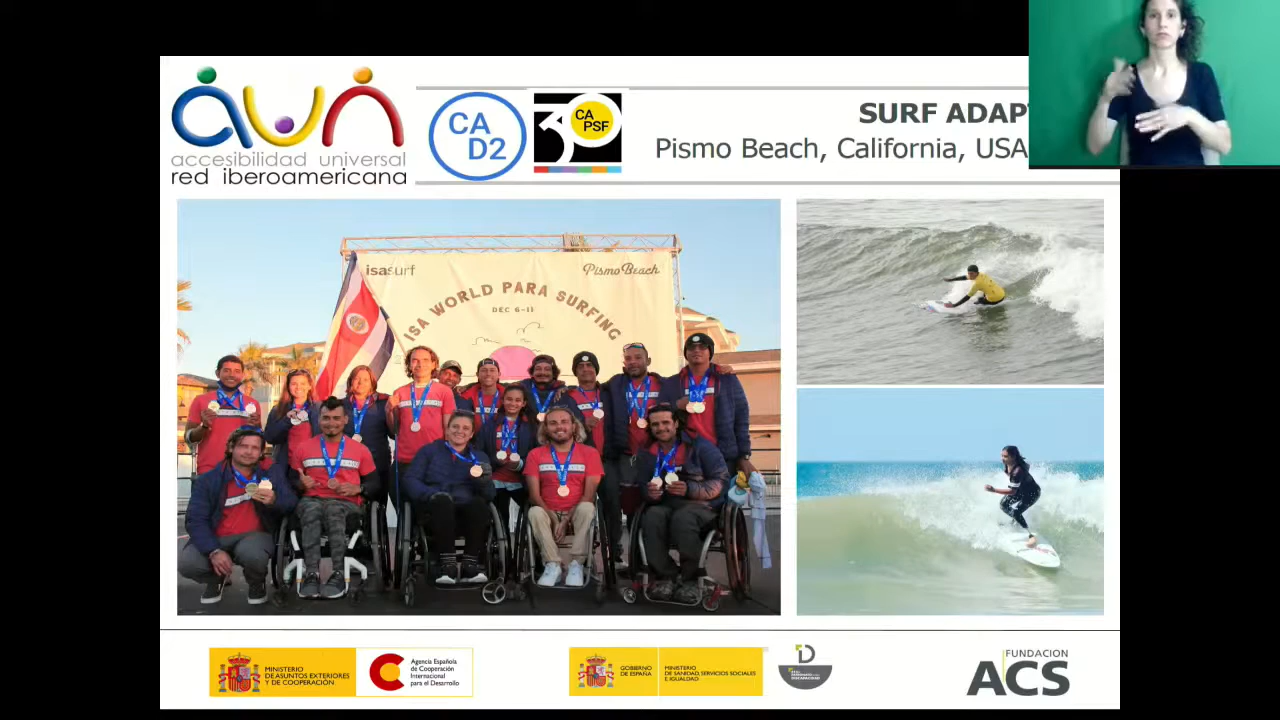 accesibilidad universal
red iberoamericana
CA
D2
30
CA
PSF
SURF ADAP
Pismo Beach, California, USA
isasurf
Pismo Beach
ISA WORLD PARA SURFING
DEC 6-11
MINISTERIO
DE ASUNTOS EXTERIORES
Y DE COOPERACIÓN
Agencia Española
de Cooperación
Internacional
para el Desarrollo
GOBIERNO
DE ESPAÑA
MINISTERIO
DE SANIDAD, SERVICIOS SOCIALES
E IGUALDAD
FUNDACION
ACS